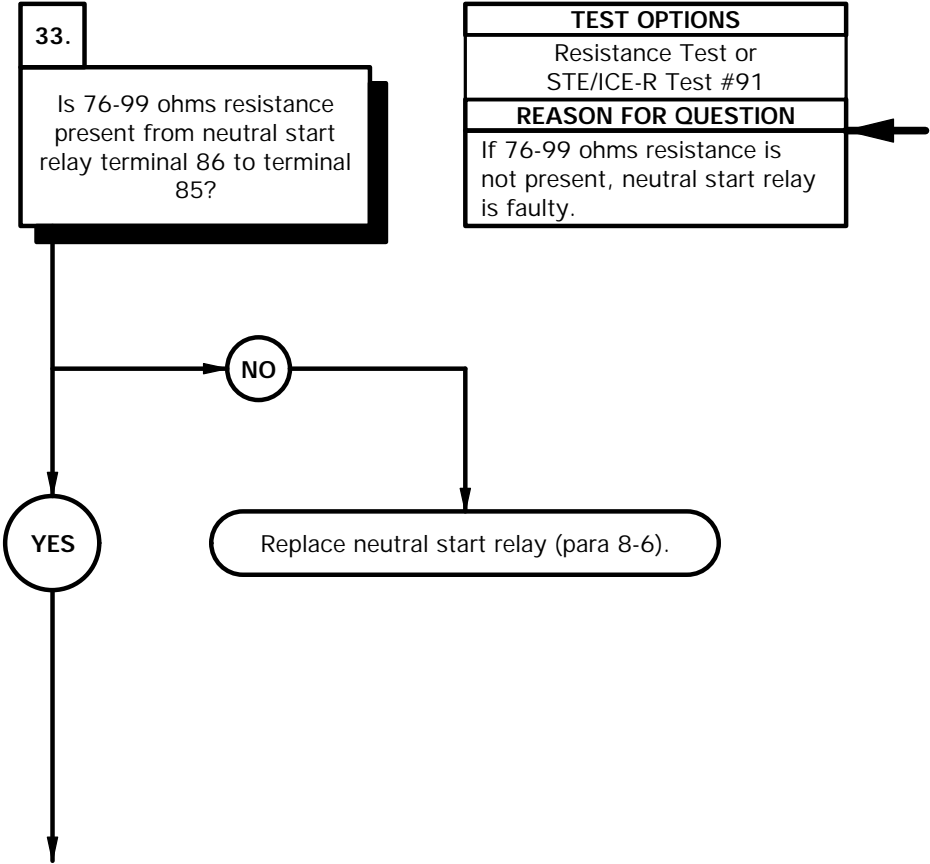 33.
Is 76-99 ohms resistance
present from neutral start
relay terminal 86 to terminal
85?
TEST OPTIONS
Resistance Test or
STE/ICE-R Test #91
REASON FOR QUESTION
If 76-99 ohms resistance is
not present, neutral start relay
is faulty.
NO
YES
Replace neutral start relay (para 8-6).